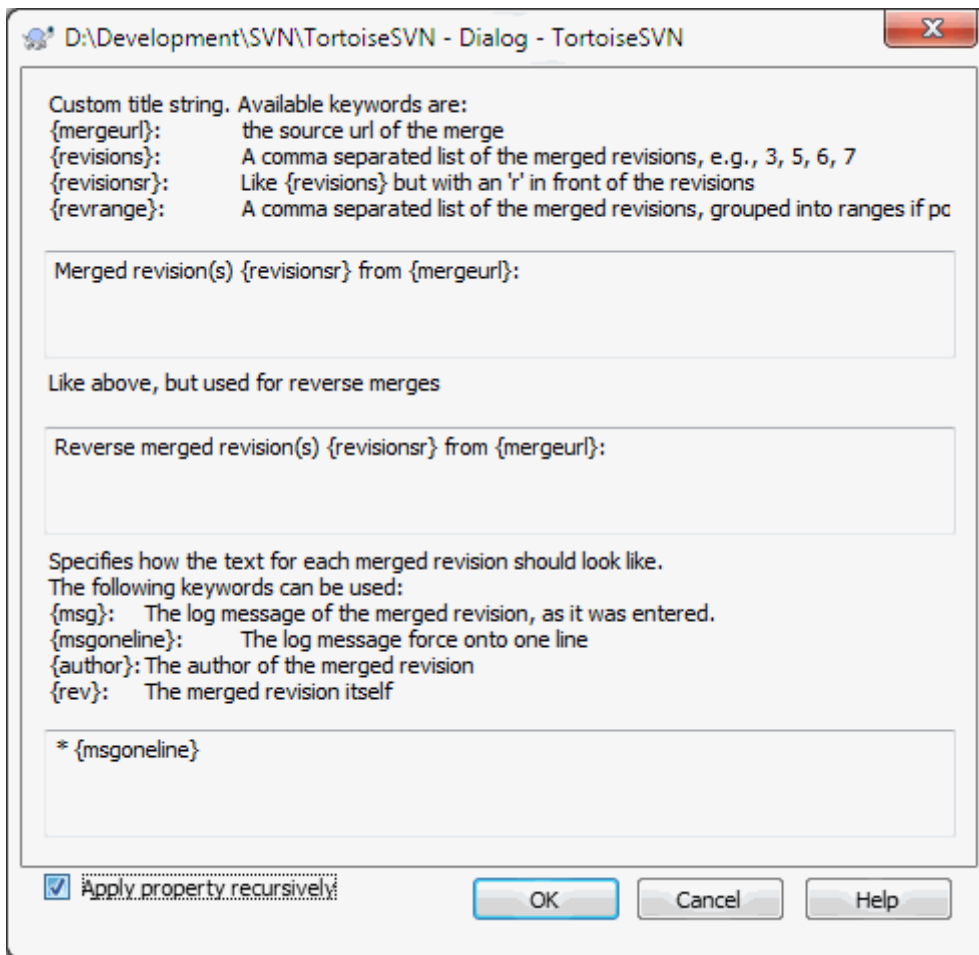 D:\Development\SVN\TortoiseSVN - Dialog - TortoiseSVN
Custom title string. Available keywords are:
{mergeurl}: the source url of the merge
{revisions}: A comma separated list of the merged revisions, e.g., 3, 5, 6, 7
{revisionsr}: Like {revisions} but with an 'r' in front of the revisions
{revrange}: A comma separated list of the merged revisions, grouped into ranges if po
Merged revision(s) {revisionsr} from {mergeurl}:
Like above, but used for reverse merges
Reverse merged revision(s) {revisionsr} from {mergeurl}:
Specifies how the text for each merged revision should look like.
The following keywords can be used:
{msg}: The log message of the merged revision, as it was entered.
{msgoneline}: The log message force onto one line
{author}: The author of the merged revision
{rev}: The merged revision itself
* {msgoneline}
Apply property recursively
OK Cancel Help